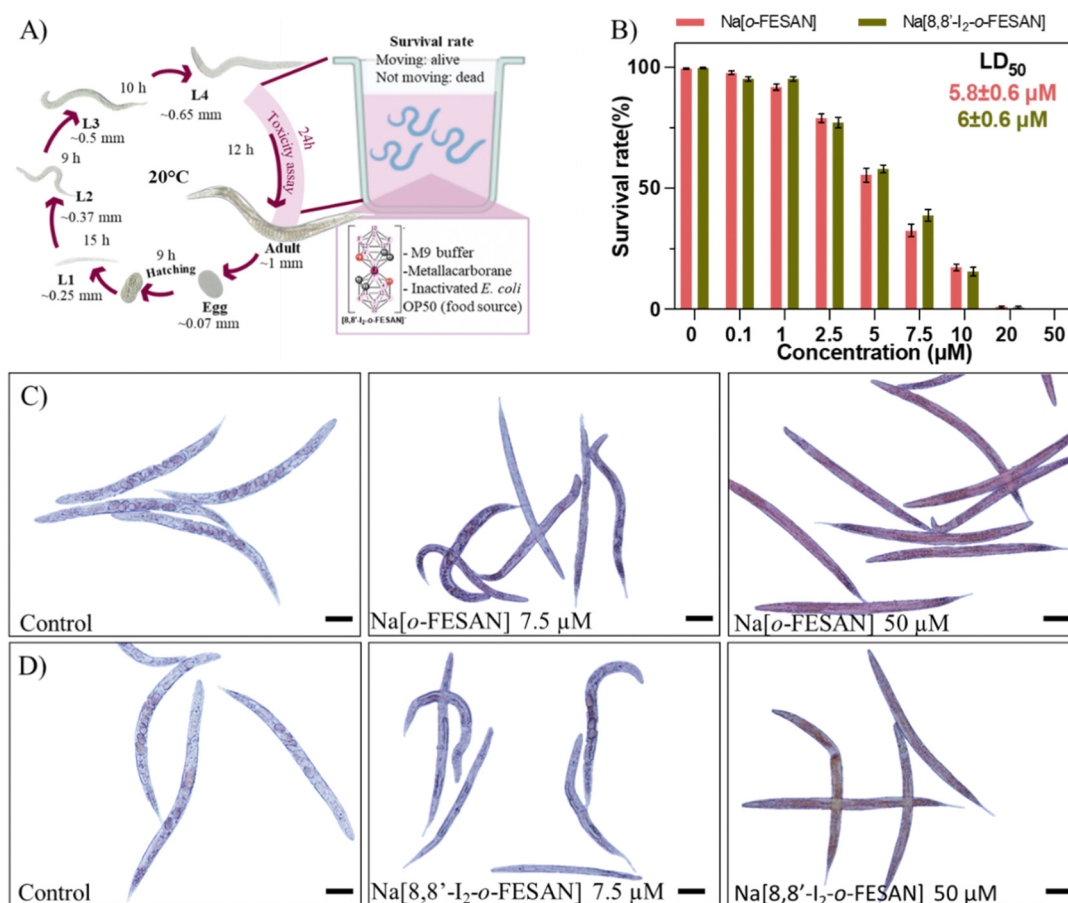 A)
10 h
L4
~0.65 mm
L3
~0.5 mm
9 h
L2
~0.37 mm
15 h
L1
~0.25 mm
9 h
Hatching
Egg
~0.07 mm
20°C
12 h
Toxicity assay
24h
Adult
~1 mm
Survival rate
Moving: alive
Not moving: dead
- M9 buffer
-Metallacarborane
- Inactivated E. coli
OP50 (food source)
[8,8'-I2-o-FESAN]⁻
B)
Na[o-FESAN]
Na[8,8'-I2-o-FESAN]
LD50
5.8±0.6 µM
6±0.6 µM
Survival rate(%)
100
50
0
0 0.1 1 2.5 5 7.5 10 20 50
Concentration (µM)
C)
Control
Na[o-FESAN] 7.5 µM
Na[o-FESAN] 50 µM
D)
Control
Na[8,8'-I2-o-FESAN] 7.5 µM
Na[8,8'-I2-o-FESAN] 50 µM